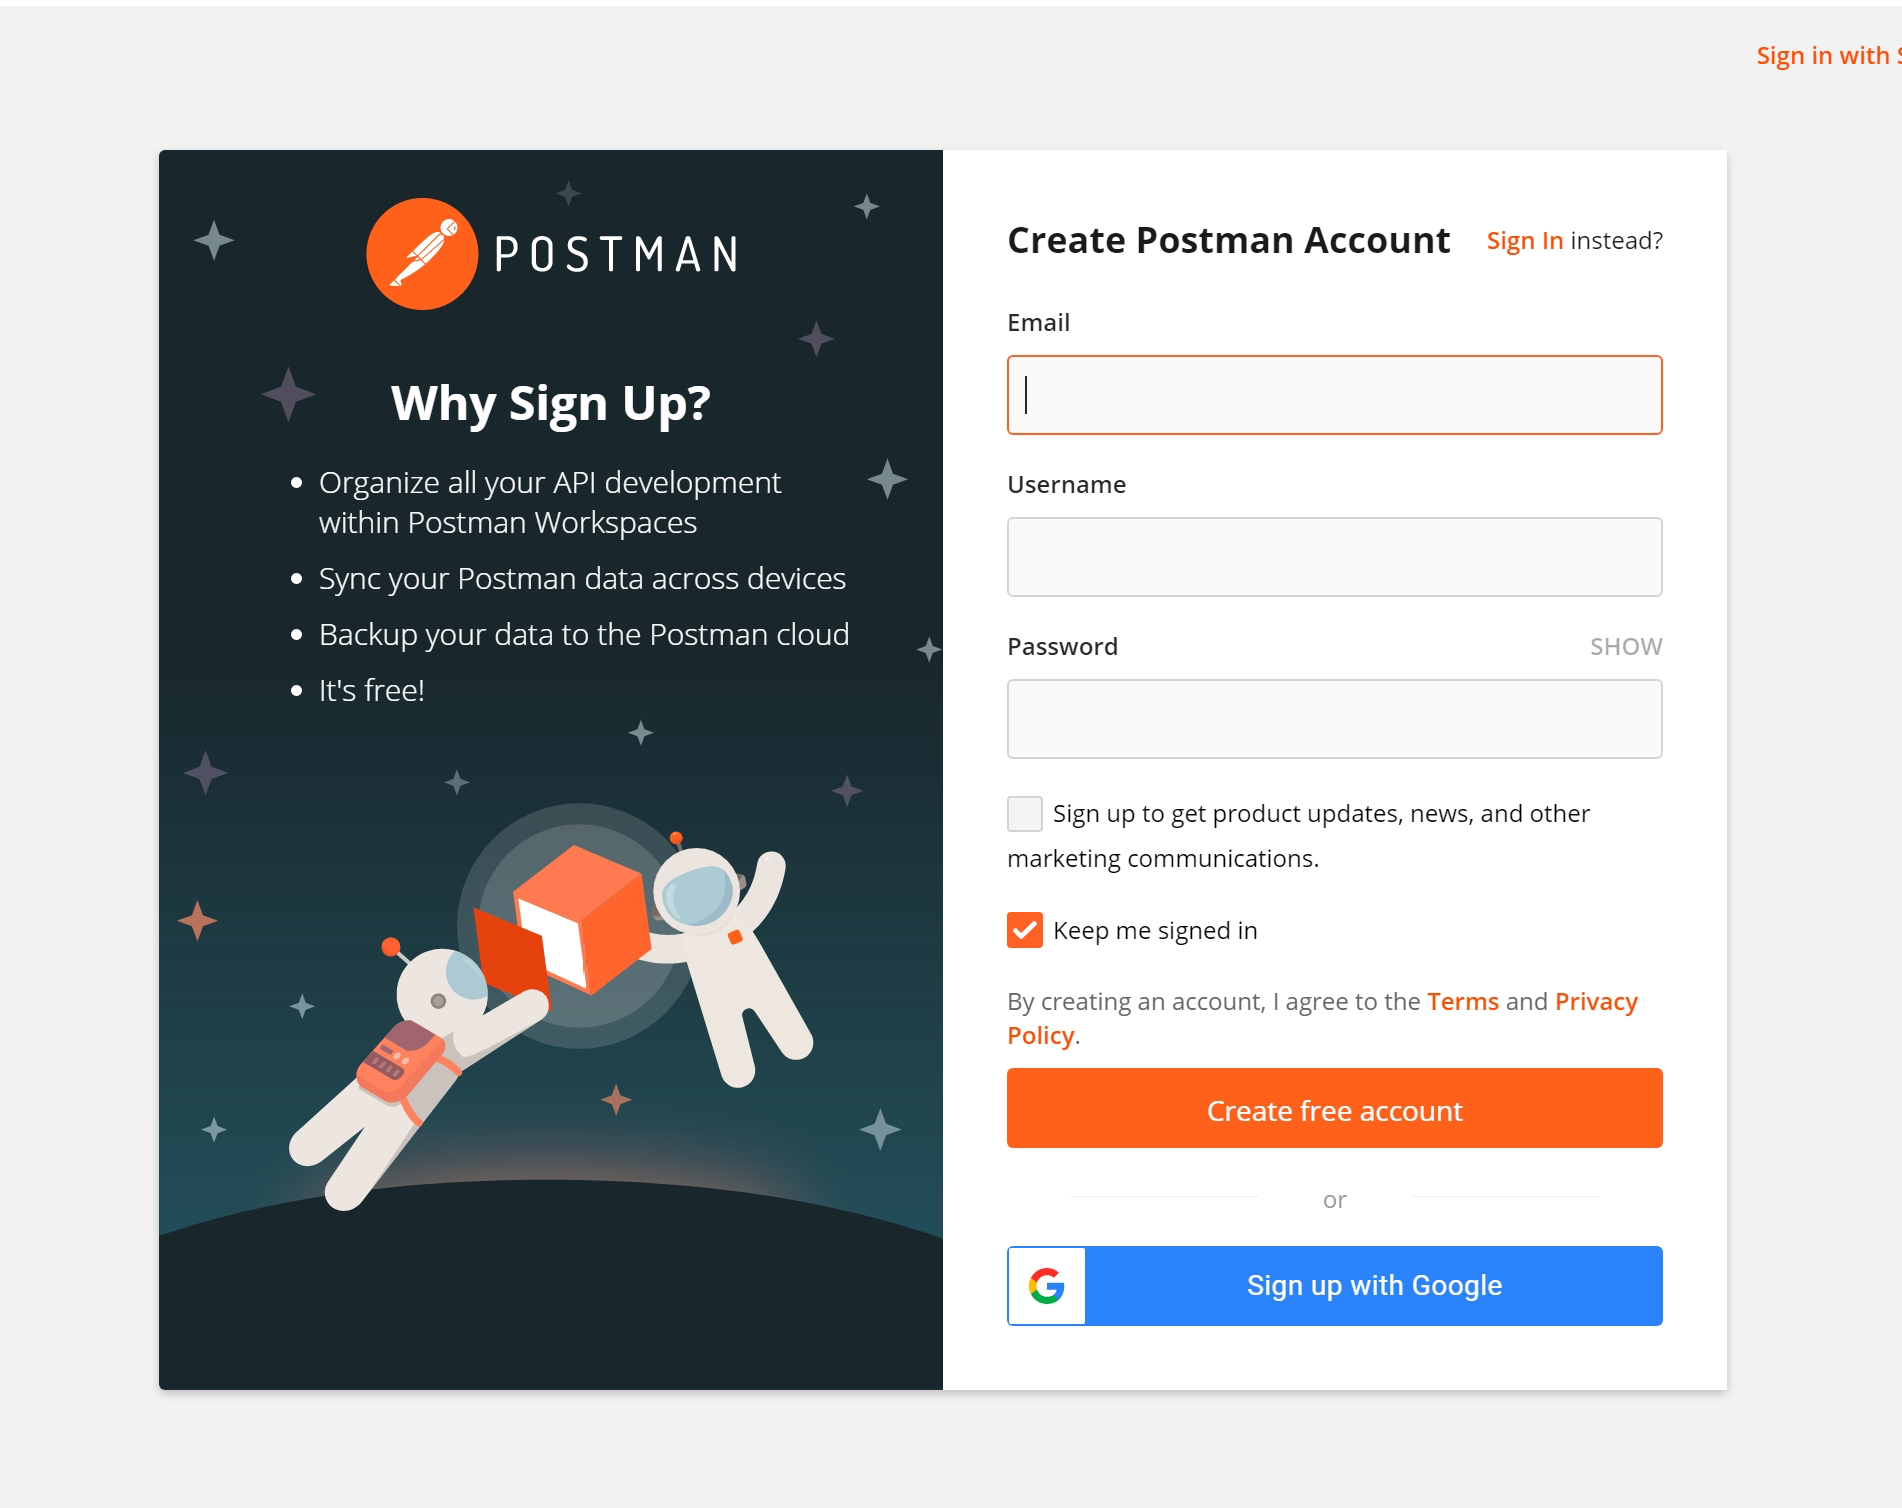 Sign in with
POSTMAN
Why Sign Up?
Organize all your API development
within Postman Workspaces
Sync your Postman data across devices
Backup your data to the Postman cloud
It's free!
Create Postman Account Sign In instead?
Email
Username
Password SHOW
Sign up to get product updates, news, and other
marketing communications.
Keep me signed in
By creating an account, I agree to the Terms and Privacy
Policy.
Create free account
or
Sign up with Google